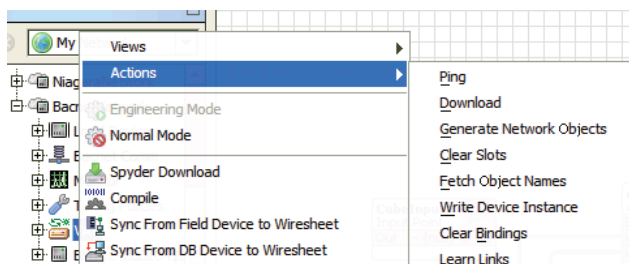 My
Views
Actions
Niag
Bacr
Engineering Mode
Normal Mode
Spyder Download
Compile
Sync From Field Device to Wiresheet
Sync From DB Device to Wiresheet
Ping
Download
Generate Network Objects
Clear Slots
Fetch Object Names
Write Device Instance
Clear Bindings
Learn Links